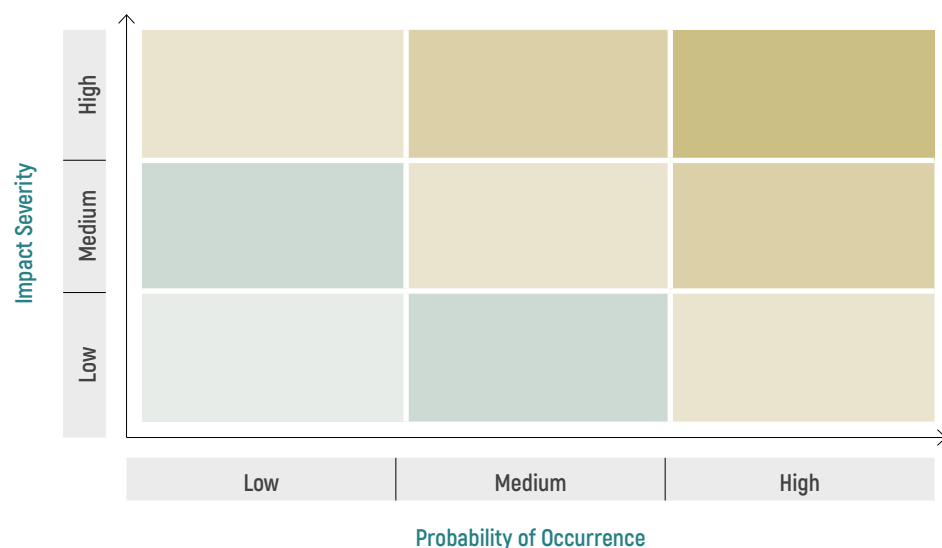 High
Medium
Low
Impact Severity
Low
Medium
High
Probability of Occurrence